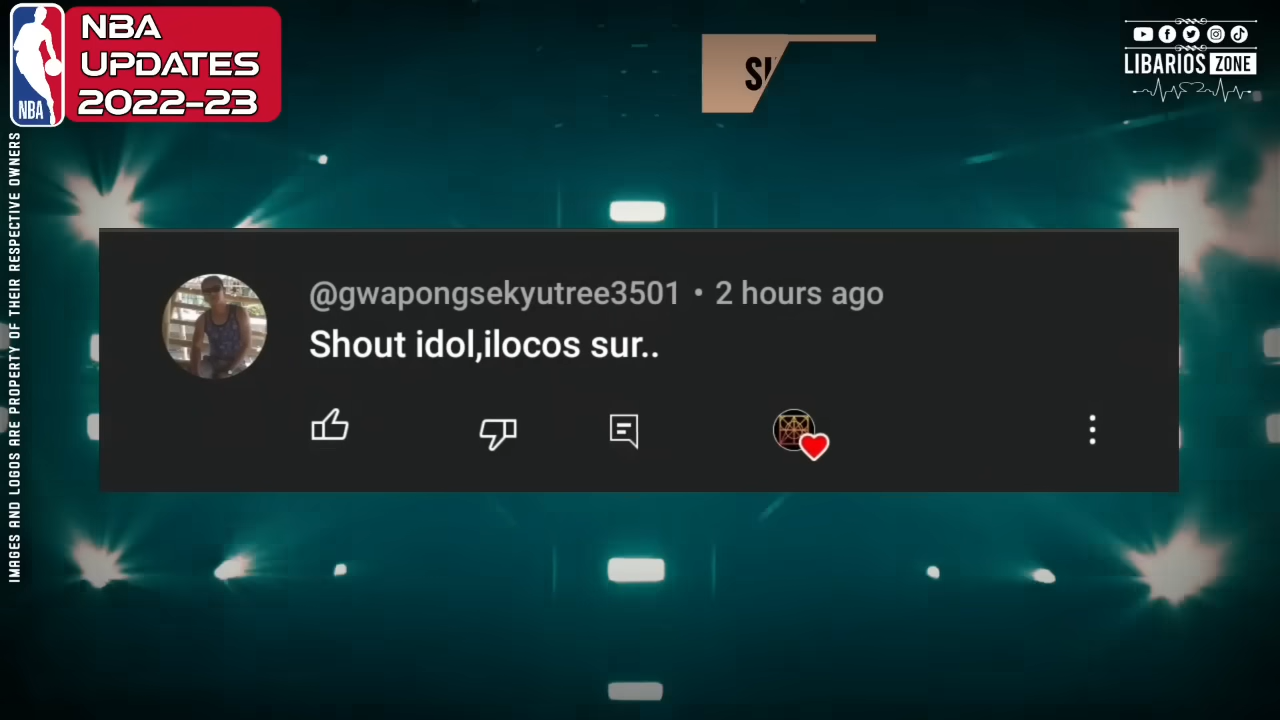 NBA
UPDATES
2022-23
NBA
LIBARIOS ZONE
IMAGES AND LOGOS ARE PROPERTY OF THEIR RESPECTIVE OWNERS
@gwapongsekyutree3501 • 2 hours ago
Shout idol,ilocos sur..